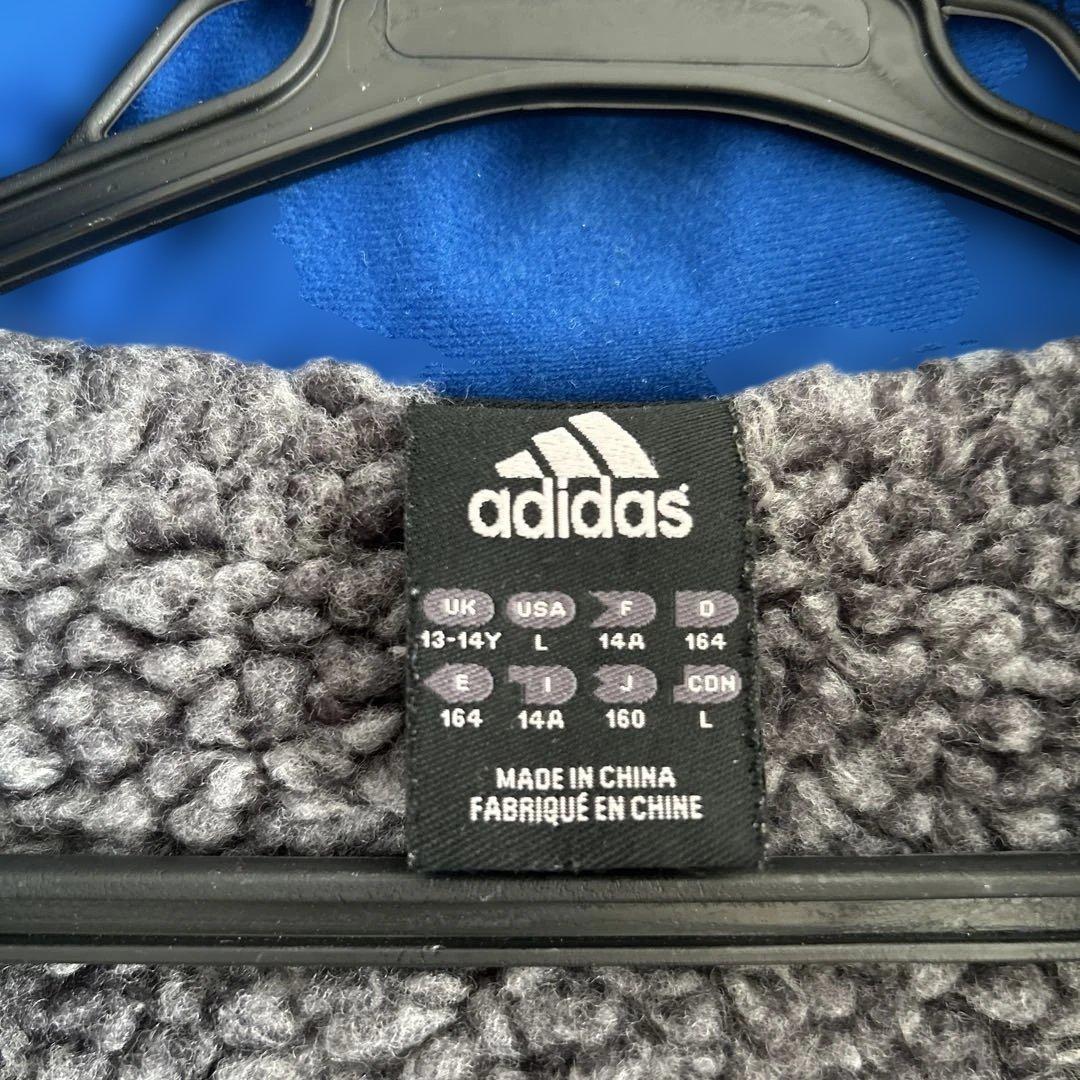 adidas
UK USA F D
13-14Y L 14A 164
E I J CDN
164 14A 160 L
MADE IN CHINA
FABRIQUÉ EN CHINE